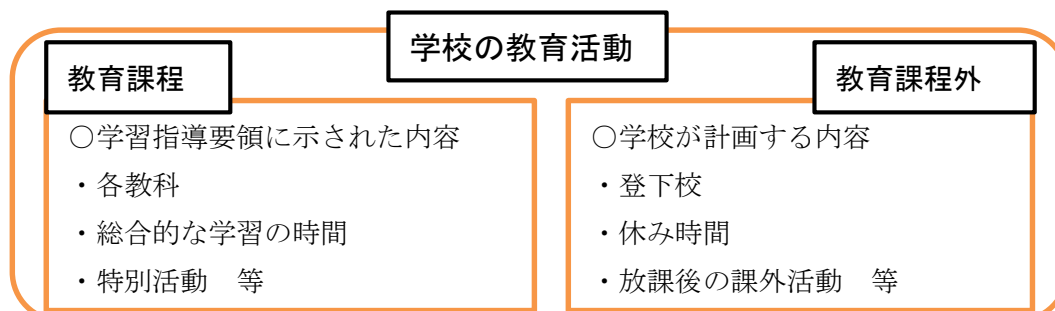 学校の教育活動
教育課程
○学習指導要領に示された内容
・各教科
・総合的な学習の時間
・特別活動　等
教育課程外
○学校が計画する内容
・登下校
・休み時間
・放課後の課外活動　等